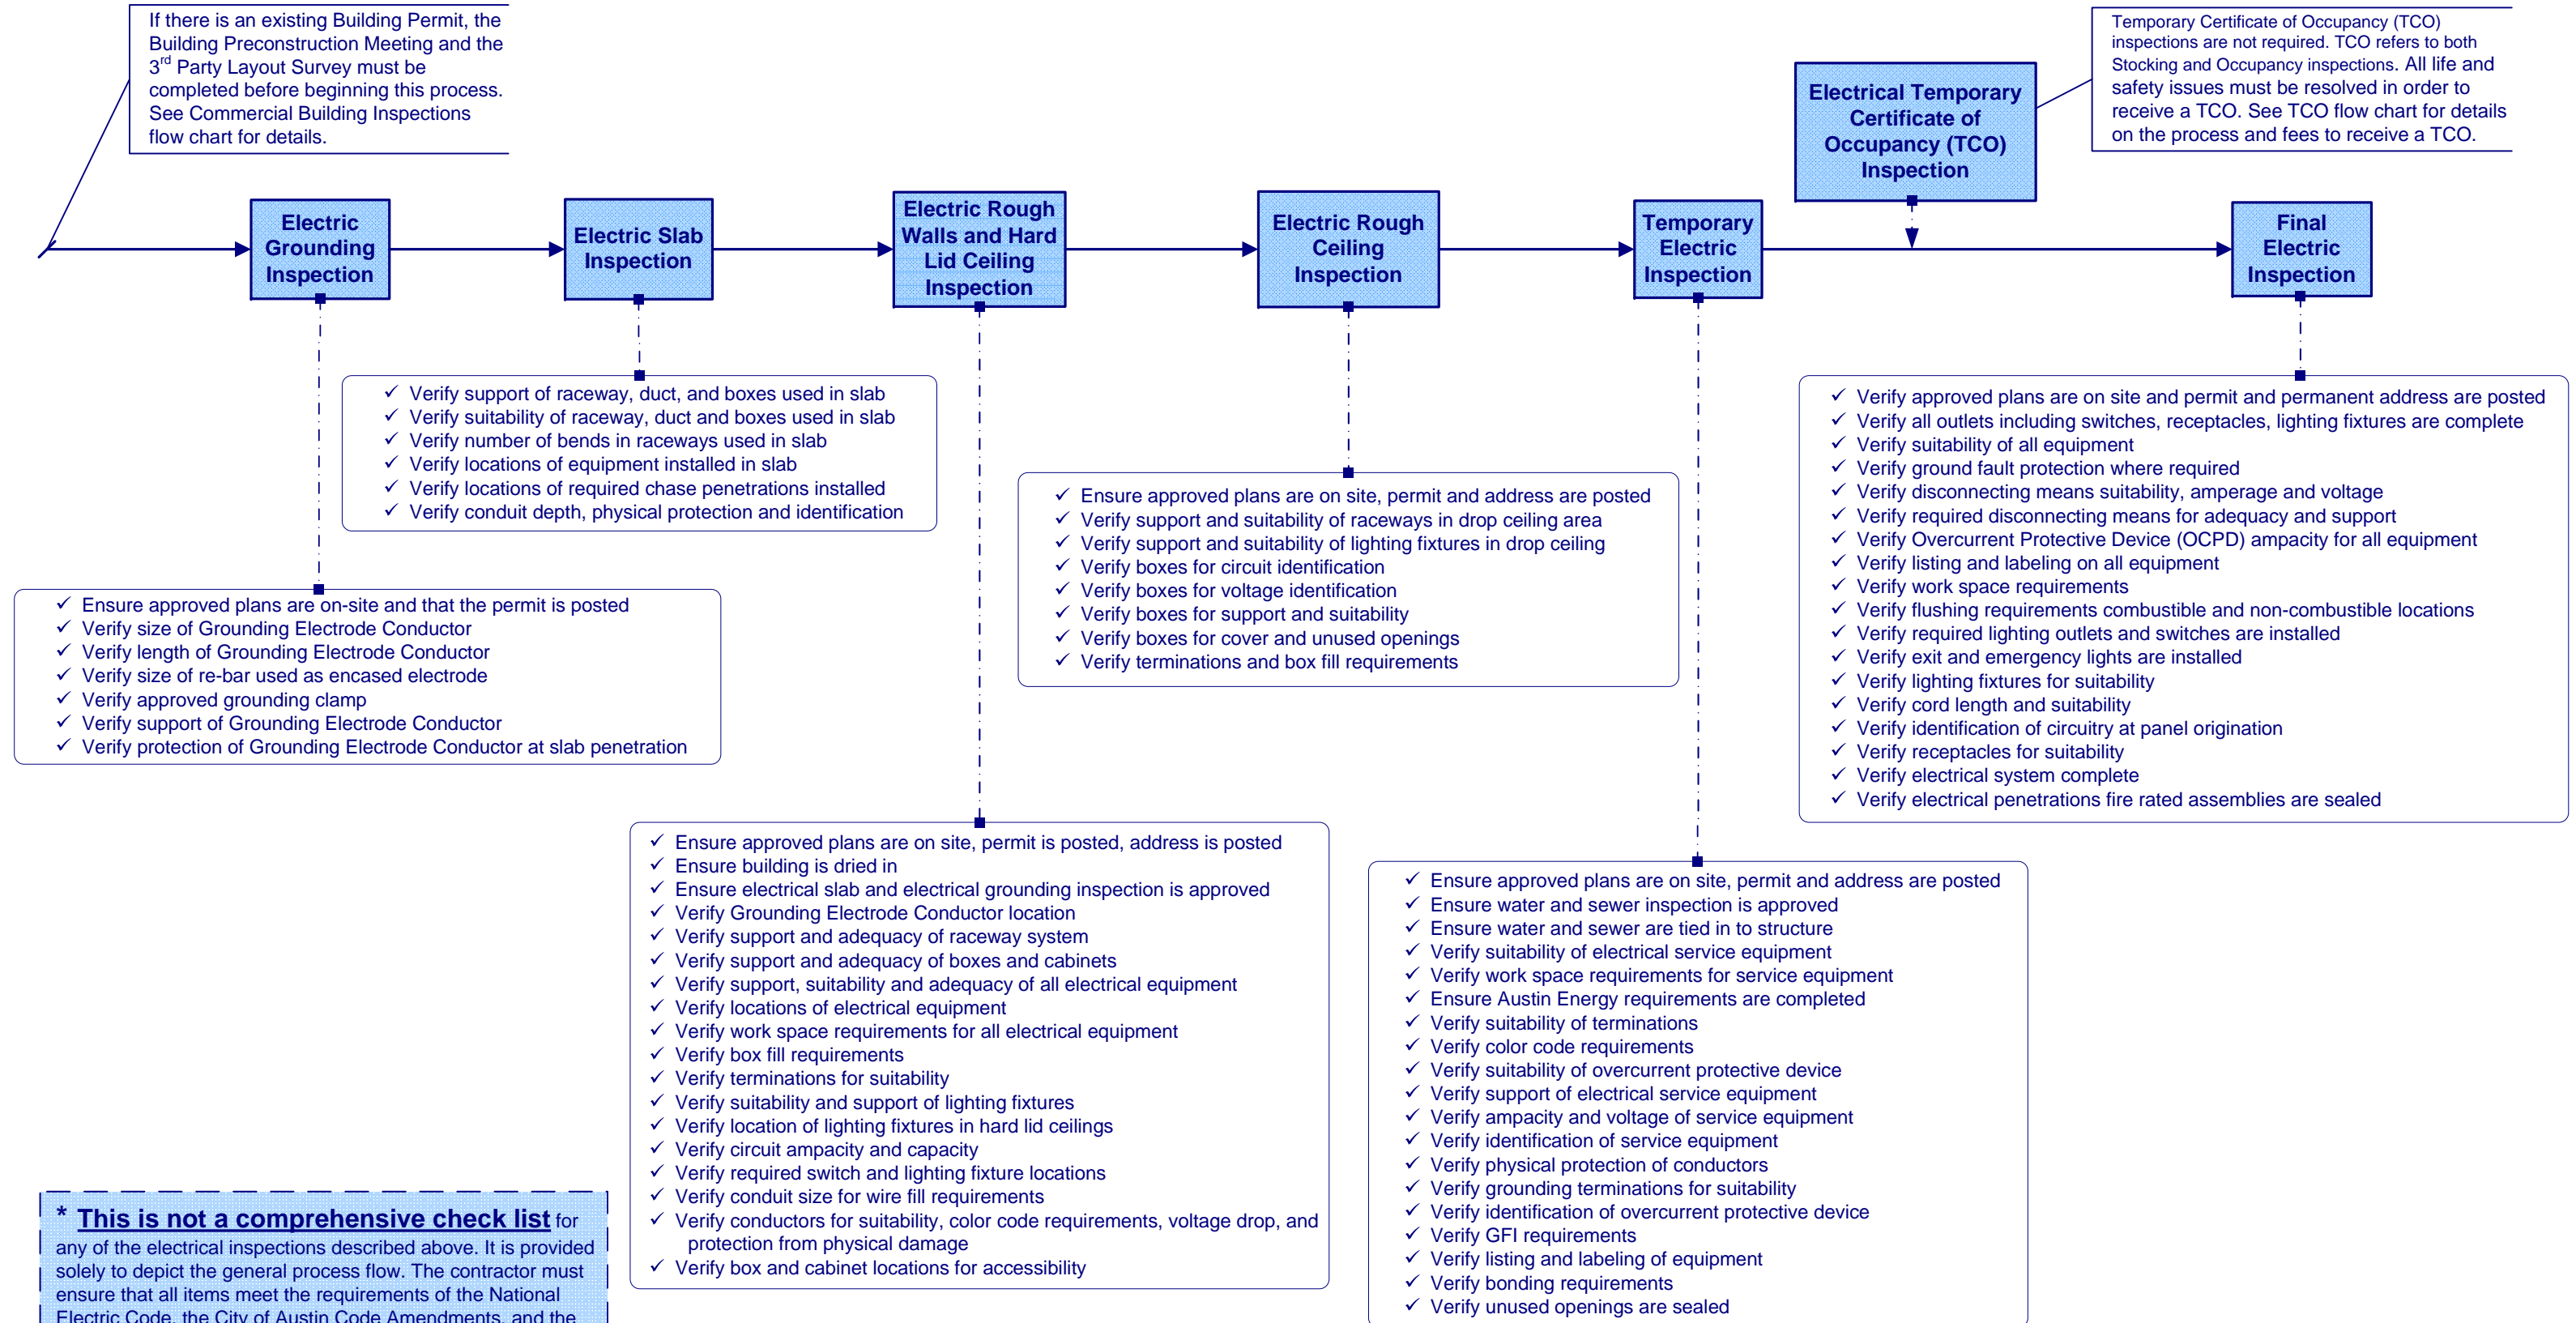 If there is an existing Building Permit, the
Building Preconstruction Meeting and the
3rd Party Layout Survey must be
completed before beginning this process.
See Commercial Building Inspections
flow chart for details.
Temporary Certificate of Occupancy (TCO)
inspections are not required. TCO refers to both
Stocking and Occupancy inspections. All life and
safety issues must be resolved in order to
receive a TCO. See TCO flow chart for details
on the process and fees to receive a TCO.
Electrical Temporary
Certificate of
Occupancy (TCO)
Inspection
Electric
Grounding
Inspection
Electric Slab
Inspection
Electric Rough
Walls and Hard
Lid Ceiling
Inspection
Electric Rough
Ceiling
Inspection
Temporary
Electric
Inspection
Final
Electric
Inspection
✓ Verify support of raceway, duct, and boxes used in slab
✓ Verify suitability of raceway, duct and boxes used in slab
✓ Verify number of bends in raceways used in slab
✓ Verify locations of equipment installed in slab
✓ Verify locations of required chase penetrations installed
✓ Verify conduit depth, physical protection and identification
✓ Ensure approved plans are on-site and that the permit is posted
✓ Verify size of Grounding Electrode Conductor
✓ Verify length of Grounding Electrode Conductor
✓ Verify size of re-bar used as encased electrode
✓ Verify approved grounding clamp
✓ Verify support of Grounding Electrode Conductor
✓ Verify protection of Grounding Electrode Conductor at slab penetration
✓ Ensure approved plans are on site, permit and address are posted
✓ Verify support and suitability of raceways in drop ceiling area
✓ Verify support and suitability of lighting fixtures in drop ceiling
✓ Verify boxes for circuit identification
✓ Verify boxes for voltage identification
✓ Verify boxes for support and suitability
✓ Verify boxes for cover and unused openings
✓ Verify terminations and box fill requirements
✓ Verify approved plans are on site and permit and permanent address are posted
✓ Verify all outlets including switches, receptacles, lighting fixtures are complete
✓ Verify suitability of all equipment
✓ Verify ground fault protection where required
✓ Verify disconnecting means suitability, amperage and voltage
✓ Verify required disconnecting means for adequacy and support
✓ Verify Overcurrent Protective Device (OCPD) ampacity for all equipment
✓ Verify listing and labeling on all equipment
✓ Verify work space requirements
✓ Verify flushing requirements combustible and non-combustible locations
✓ Verify required lighting outlets and switches are installed
✓ Verify exit and emergency lights are installed
✓ Verify lighting fixtures for suitability
✓ Verify cord length and suitability
✓ Verify identification of circuitry at panel origination
✓ Verify receptacles for suitability
✓ Verify electrical system complete
✓ Verify electrical penetrations fire rated assemblies are sealed
✓ Ensure approved plans are on site, permit is posted, address is posted
✓ Ensure building is dried in
✓ Ensure electrical slab and electrical grounding inspection is approved
✓ Verify Grounding Electrode Conductor location
✓ Verify support and adequacy of raceway system
✓ Verify support and adequacy of boxes and cabinets
✓ Verify support, suitability and adequacy of all electrical equipment
✓ Verify locations of electrical equipment
✓ Verify work space requirements for all electrical equipment
✓ Verify box fill requirements
✓ Verify terminations for suitability
✓ Verify suitability and support of lighting fixtures
✓ Verify location of lighting fixtures in hard lid ceilings
✓ Verify circuit ampacity and capacity
✓ Verify required switch and lighting fixture locations
✓ Verify conduit size for wire fill requirements
✓ Verify conductors for suitability, color code requirements, voltage drop, and
protection from physical damage
✓ Verify box and cabinet locations for accessibility
✓ Ensure approved plans are on site, permit and address are posted
✓ Ensure water and sewer inspection is approved
✓ Ensure water and sewer are tied in to structure
✓ Verify suitability of electrical service equipment
✓ Verify work space requirements for service equipment
✓ Ensure Austin Energy requirements are completed
✓ Verify suitability of terminations
✓ Verify color code requirements
✓ Verify suitability of overcurrent protective device
✓ Verify support of electrical service equipment
✓ Verify ampacity and voltage of service equipment
✓ Verify identification of service equipment
✓ Verify physical protection of conductors
✓ Verify grounding terminations for suitability
✓ Verify identification of overcurrent protective device
✓ Verify GFI requirements
✓ Verify listing and labeling of equipment
✓ Verify bonding requirements
✓ Verify unused openings are sealed
* This is not a comprehensive check list for
any of the electrical inspections described above. It is provided
solely to depict the general process flow. The contractor must
ensure that all items meet the requirements of the National
Electric Code, the City of Austin Code Amendments, and the